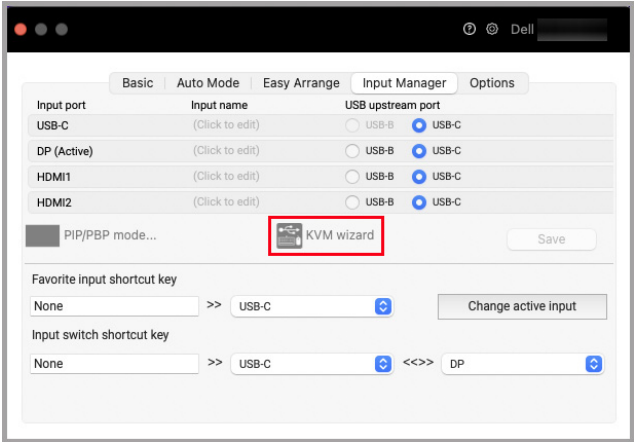 Dell
Basic Auto Mode Easy Arrange Input Manager Options
Input port Input name USB upstream port
USB-C (Click to edit) USB-B USB-C
DP (Active) (Click to edit) USB-B USB-C
HDMI1 (Click to edit) USB-B USB-C
HDMI2 (Click to edit) USB-B USB-C
PIP/PBP mode... KVM wizard Save
Favorite input shortcut key
None >> USB-C Change active input
Input switch shortcut key
None >> USB-C <<>> DP